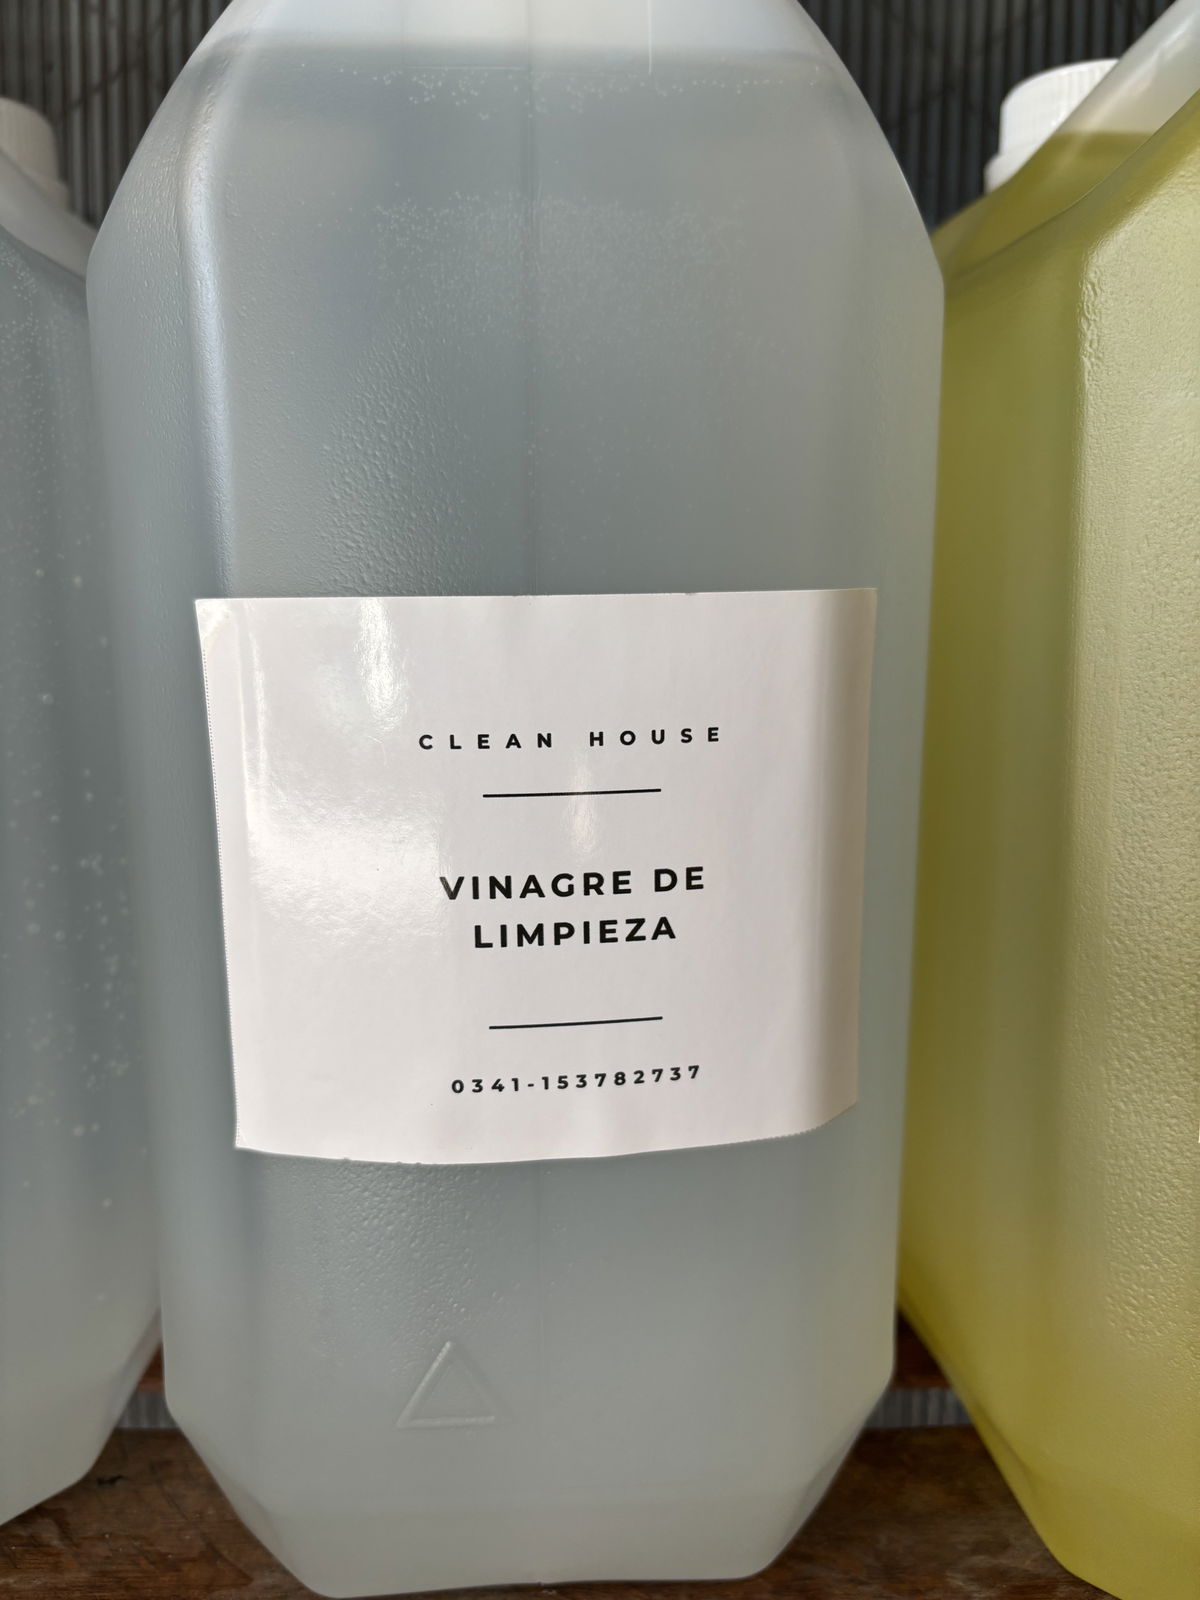 CLEAN HOUSE
VINAGRE DE
LIMPIEZA
0341-153782737